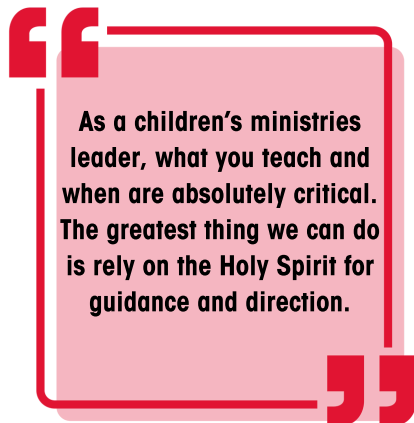 As a children's ministries
leader, what you teach and
when are absolutely critical.
The greatest thing we can do
is rely on the Holy Spirit for
guidance and direction.